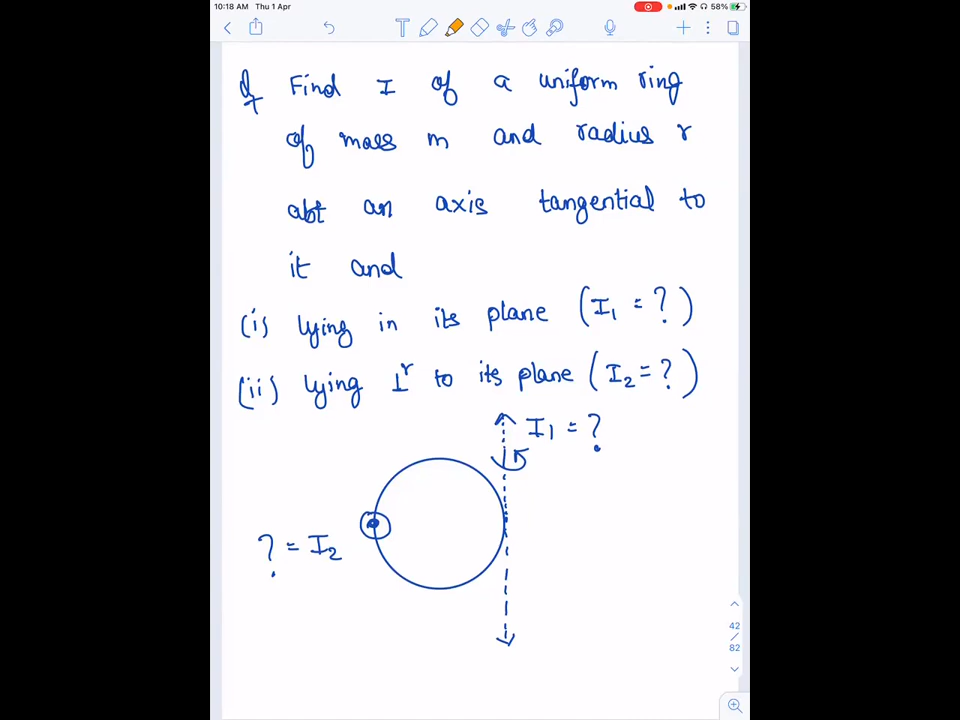 10:18 AM Thu 1 Apr
58%
Q Find I of a uniform ring
of mass m and radius r
abt an axis tangential to
it and
(i) lying in its plane (I₁ = ?)
(ii) lying ⊥ʳ to its plane (I₂ = ?)
I₁ = ?
? = I₂
42
/
82